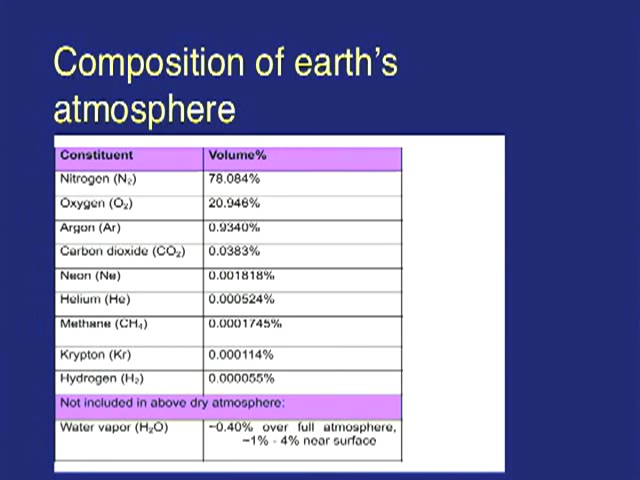 Composition of earth's
atmosphere
Constituent Volume%
Nitrogen (N₂) 78.084%
Oxygen (O₂) 20.946%
Argon (Ar) 0.9340%
Carbon dioxide (CO₂) 0.0383%
Neon (Ne) 0.001818%
Helium (He) 0.000524%
Methane (CH₄) 0.0001745%
Krypton (Kr) 0.000114%
Hydrogen (H₂) 0.000055%
Not included in above dry atmosphere:
Water vapor (H₂O) ~0.40% over full atmosphere,
~1% - 4% near surface